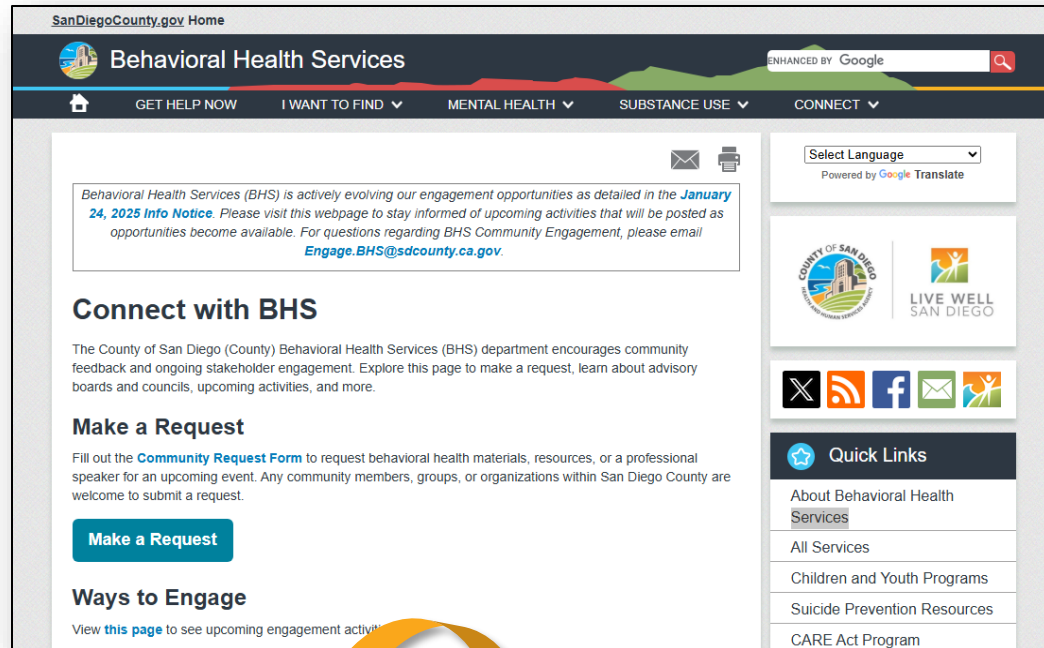 SanDiegoCounty.gov Home
Behavioral Health Services
ENHANCED BY Google
GET HELP NOW
I WANT TO FIND
MENTAL HEALTH
SUBSTANCE USE
CONNECT
Behavioral Health Services (BHS) is actively evolving our engagement opportunities as detailed in the January
24, 2025 Info Notice. Please visit this webpage to stay informed of upcoming activities that will be posted as
opportunities become available. For questions regarding BHS Community Engagement, please email
Engage.BHS@sdcounty.ca.gov.
Connect with BHS
The County of San Diego (County) Behavioral Health Services (BHS) department encourages community
feedback and ongoing stakeholder engagement. Explore this page to make a request, learn about advisory
boards and councils, upcoming activities, and more.
Make a Request
Fill out the Community Request Form to request behavioral health materials, resources, or a professional
speaker for an upcoming event. Any community members, groups, or organizations within San Diego County are
welcome to submit a request.
Make a Request
Ways to Engage
View this page to see upcoming engagement
Select Language
Powered by Google Translate
COUNTY OF SAN DIEGO
HEALTH AND HUMAN SERVICES AGENCY
LIVE WELL
SAN DIEGO
Quick Links
About Behavioral Health
Services
All Services
Children and Youth Programs
Suicide Prevention Resources
CARE Act Program